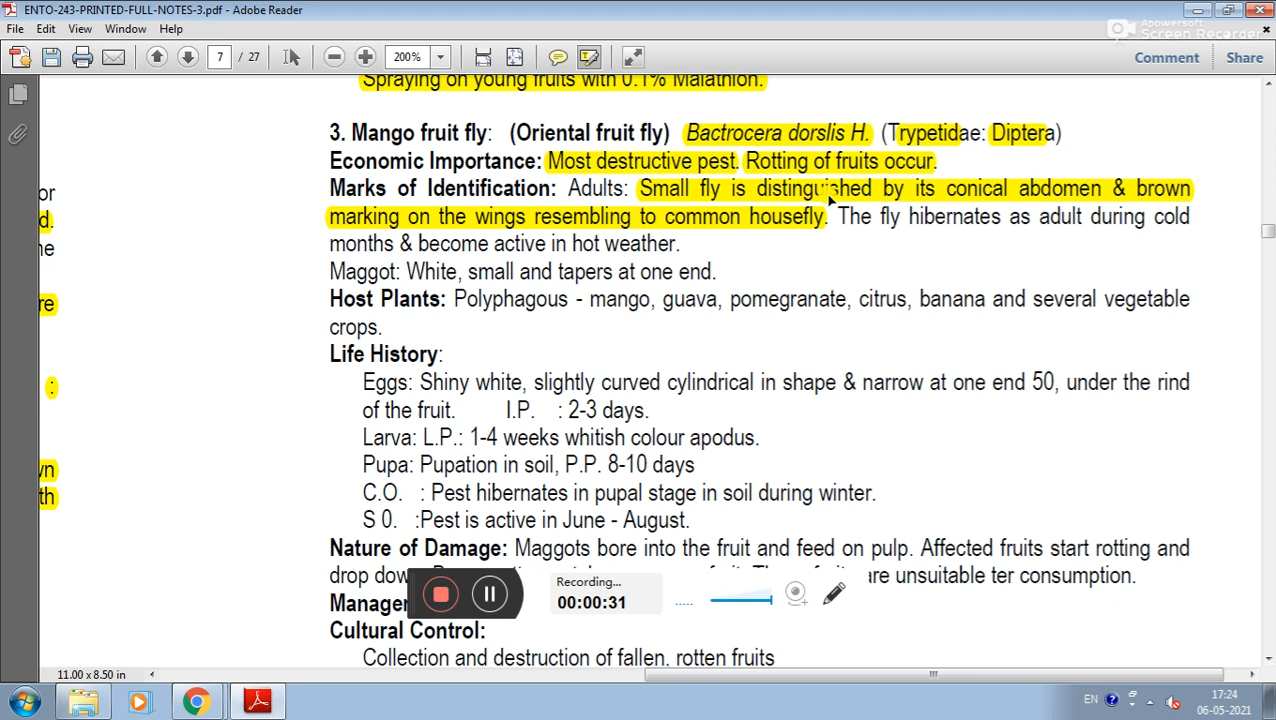 ENTO-243-PRINTED-FULL-NOTES-3.pdf - Adobe Reader
File Edit View Window Help
Apowersoft
Screen Recorder
7 / 27 200% Comment Share
Spraying on young fruits with 0.1% Malathion.
3. Mango fruit fly: (Oriental fruit fly) Bactrocera dorslis H. (Trypetidae: Diptera)
Economic Importance: Most destructive pest. Rotting of fruits occur.
Marks of Identification: Adults: Small fly is distinguished by its conical abdomen & brown
marking on the wings resembling to common housefly. The fly hibernates as adult during cold
months & become active in hot weather.
Maggot: White, small and tapers at one end.
Host Plants: Polyphagous - mango, guava, pomegranate, citrus, banana and several vegetable
crops.
Life History:
Eggs: Shiny white, slightly curved cylindrical in shape & narrow at one end 50, under the rind
of the fruit. I.P. : 2-3 days.
Larva: L.P.: 1-4 weeks whitish colour apodus.
Pupa: Pupation in soil, P.P. 8-10 days
C.O. : Pest hibernates in pupal stage in soil during winter.
S 0. :Pest is active in June - August.
Nature of Damage: Maggots bore into the fruit and feed on pulp. Affected fruits start rotting and
drop dow are unsuitable ter consumption.
Manager
Cultural Control:
Collection and destruction of fallen, rotten fruits
or
d.
ne
re
:
wn
th
Recording...
00:00:31
11.00 x 8.50 in
EN
17:24
06-05-2021